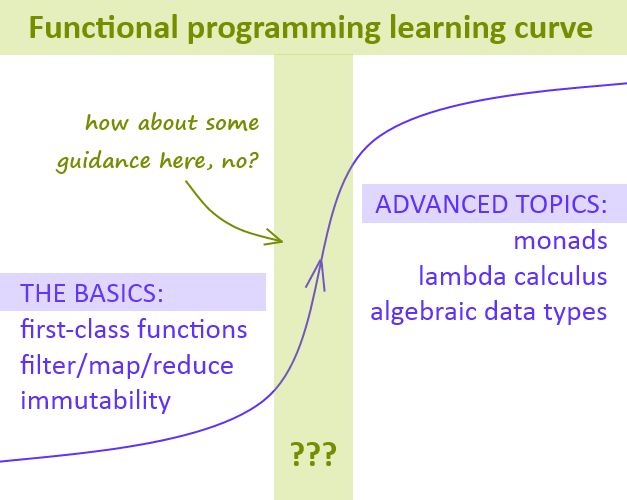 Functional programming learning curve
how about some
guidance here, no?
THE BASICS:
first-class functions
filter/map/reduce
immutability
???
ADVANCED TOPICS:
monads
lambda calculus
algebraic data types